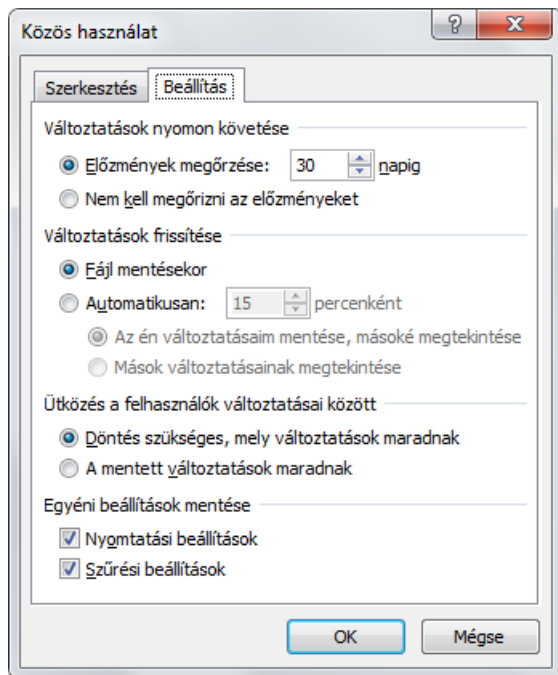 Közös használat
Szerkesztés Beállítás
Változtatások nyomon követése
Előzmények megőrzése: 30 napig
Nem kell megőrizni az előzményeket
Változtatások frissítése
Fájl mentésekor
Automatikusan: 15 percenként
Az én változtatásaim mentése, másoké megtekintése
Mások változtatásainak megtekintése
Ütközés a felhasználók változtatásai között
Döntés szükséges, mely változtatások maradnak
A mentett változtatások maradnak
Egyéni beállítások mentése
Nyomtatási beállítások
Szűrési beállítások
OK Mégse